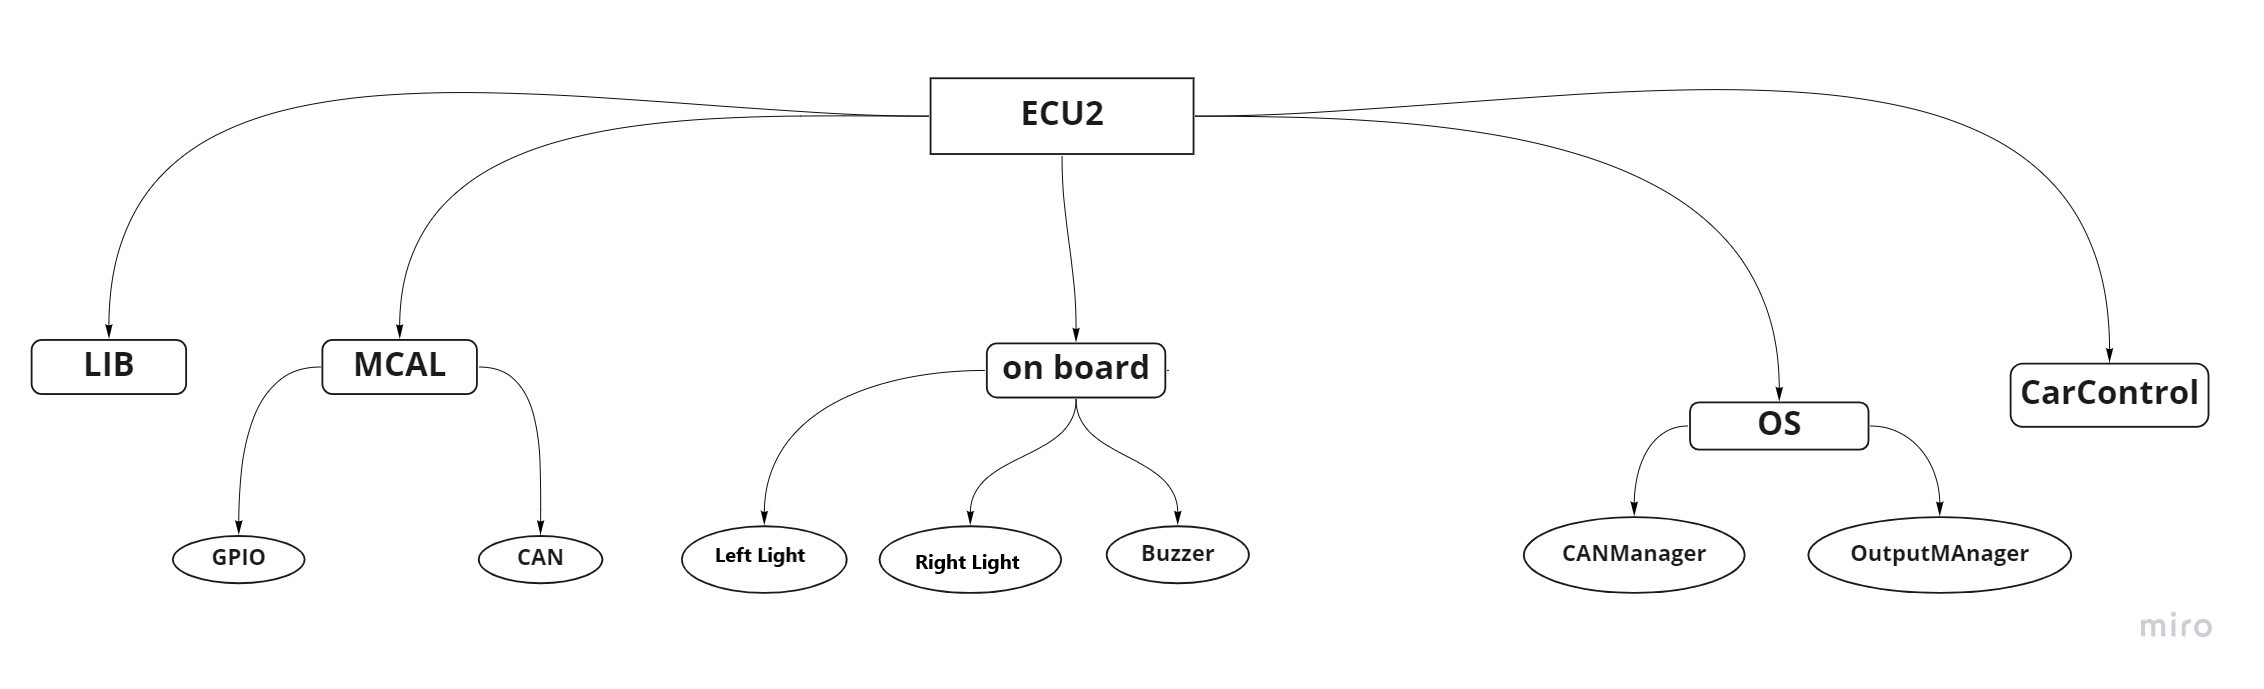 ECU2
LIB
MCAL
on board
OS
CarControl
GPIO
CAN
Left Light
Right Light
Buzzer
CANManager
OutputMAnager
miro